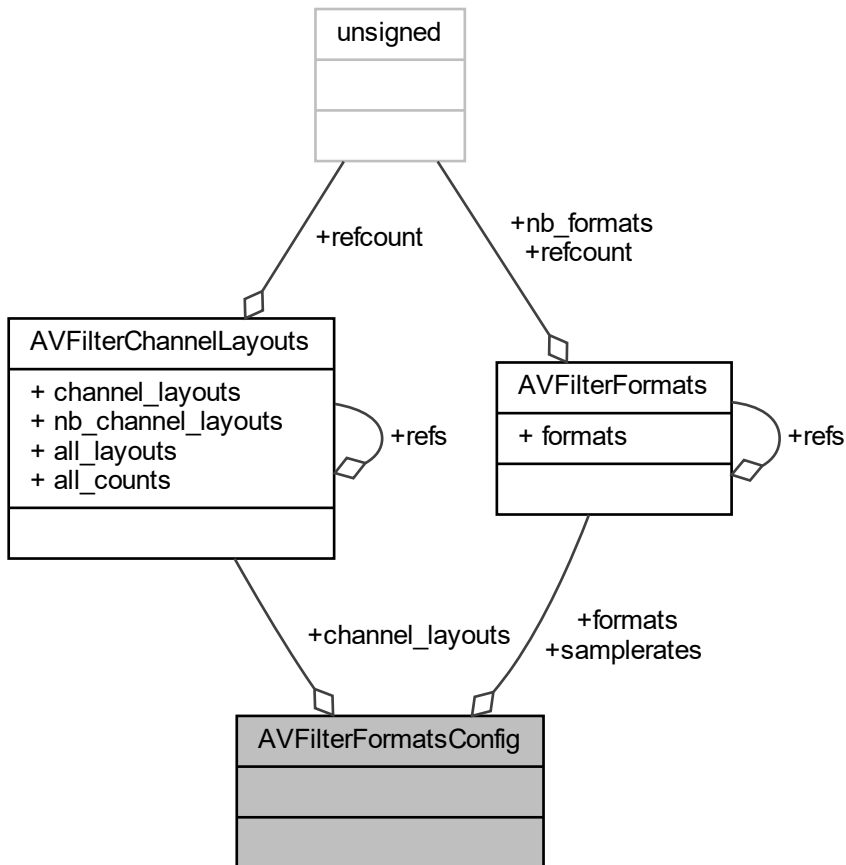 unsigned
+refcount
+nb_formats
+refcount
AVFilterChannelLayouts
+ channel_layouts
+ nb_channel_layouts
+ all_layouts
+ all_counts
+refs
AVFilterFormats
+ formats
+refs
+channel_layouts
+formats
+samplerates
AVFilterFormatsConfig